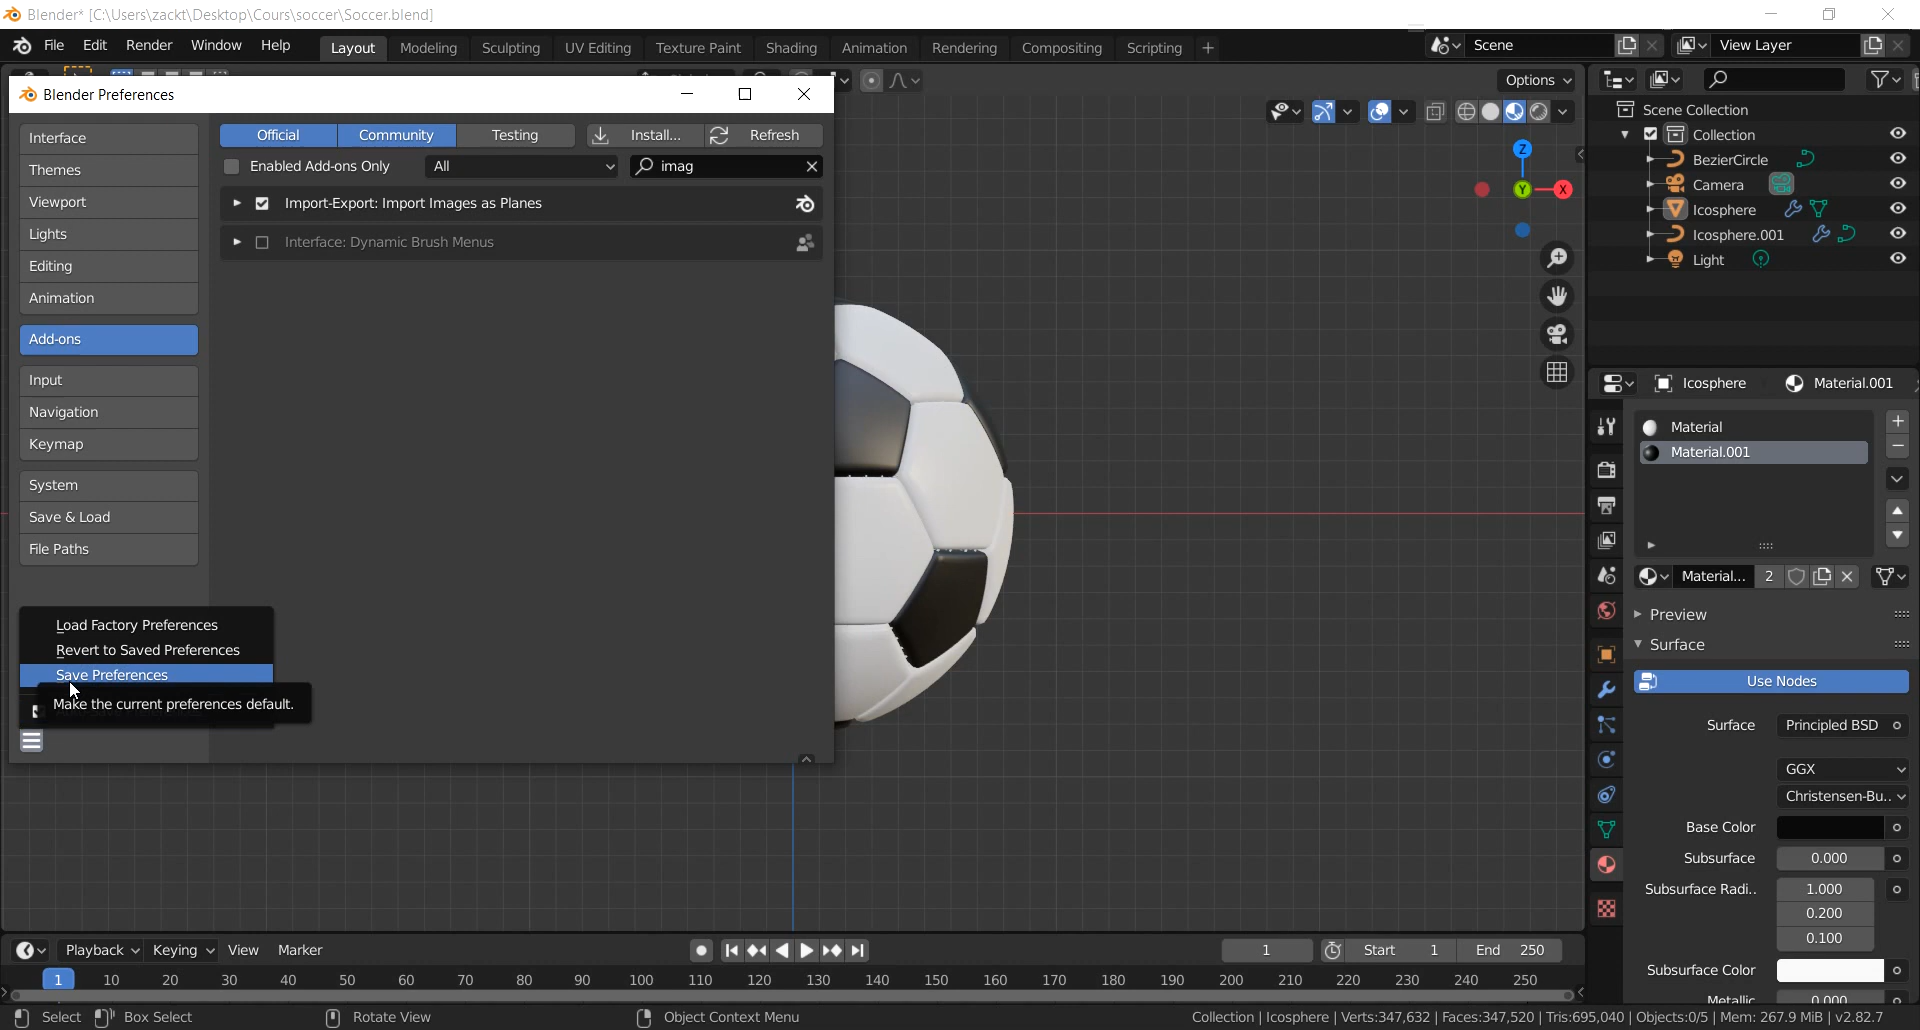 Blender* [C:\Users\zackt\Desktop\Cours\soccer\Soccer.blend]
File Edit Render Window Help Layout Modeling Sculpting UV Editing Texture Paint Shading Animation Rendering Compositing Scripting + Scene View Layer
Options
Blender Preferences
Interface
Themes
Viewport
Lights
Editing
Animation
Add-ons
Input
Navigation
Keymap
System
Save & Load
File Paths
Official Community Testing Install... Refresh
Enabled Add-ons Only All imag
Import-Export: Import Images as Planes
Interface: Dynamic Brush Menus
Load Factory Preferences
Revert to Saved Preferences
Save Preferences
Make the current preferences default.
Z
Y X
Scene Collection
Collection
BezierCircle
Camera
Icosphere
Icosphere.001
Light
Icosphere Material.001
Material
Material.001
Material... 2
Preview
Surface
Use Nodes
Surface Principled BSD
GGX
Christensen-Bu..
Base Color
Subsurface 0.000
Subsurface Radi.. 1.000
0.200
0.100
Subsurface Color
Metallic 0.000
Playback Keying View Marker 1 Start 1 End 250
1 10 20 30 40 50 60 70 80 90 100 110 120 130 140 150 160 170 180 190 200 210 220 230 240 250
Select Box Select Rotate View Object Context Menu Collection | Icosphere | Verts:347,632 | Faces:347,520 | Tris:695,040 | Objects:0/5 | Mem: 267.9 MiB | v2.82.7